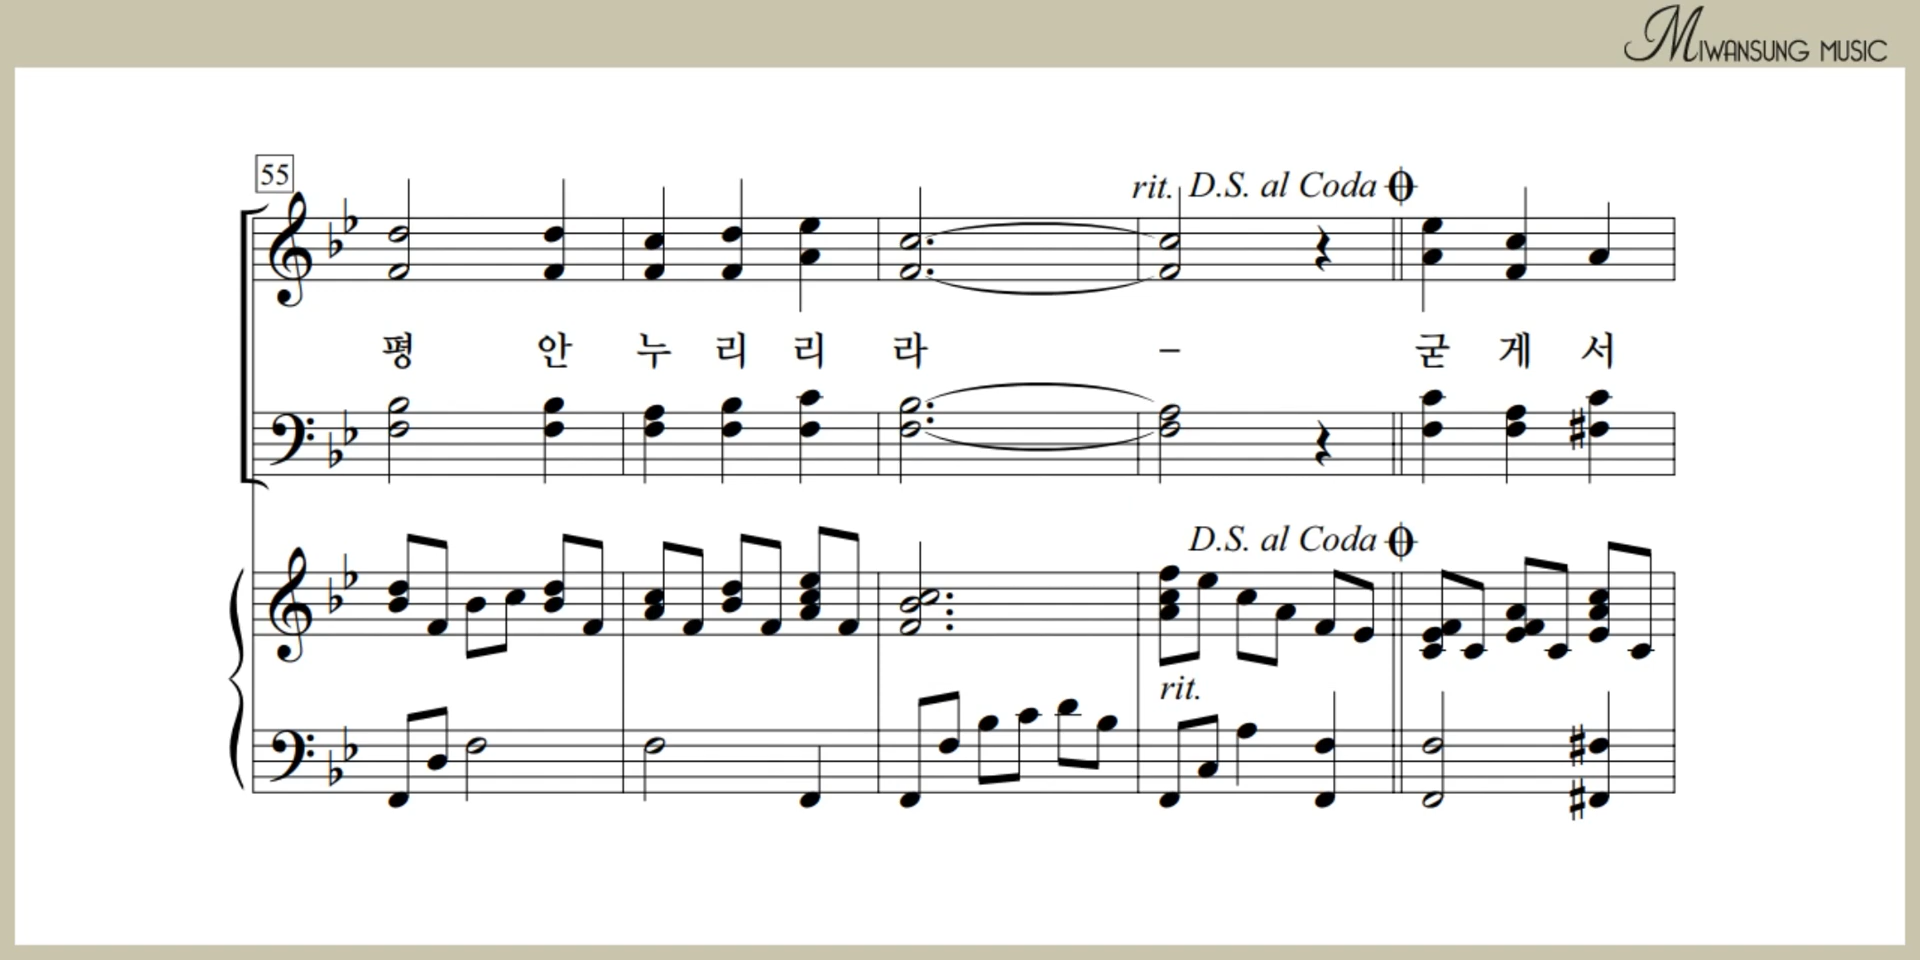 MIWANSUNG MUSIC
55
rit. D.S. al Coda
평 안 누 리 리 라 – 굳 게 서
D.S. al Coda
rit.